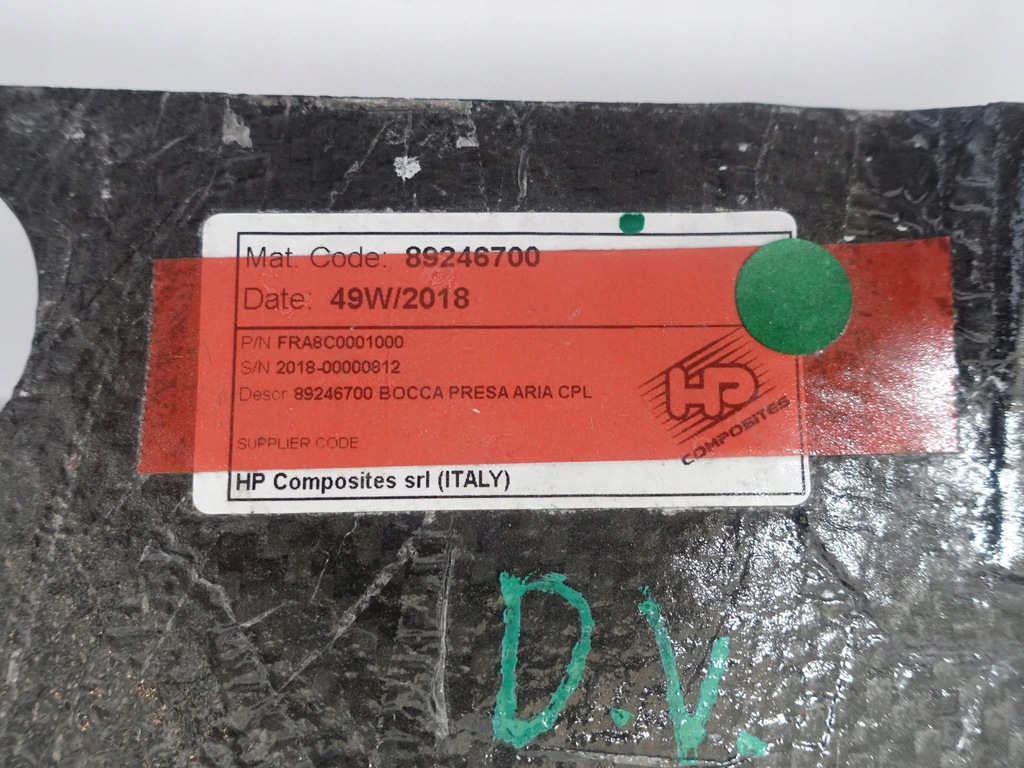 Mat. Code: 89246700
Date: 49W/2018
P/N FRA8C0001000
S/N 2018-00000812
Descr 89246700 BOCCA PRESA ARIA CPL
HP
COMPOSITES
SUPPLIER CODE
HP Composites srl (ITALY)
D.V.